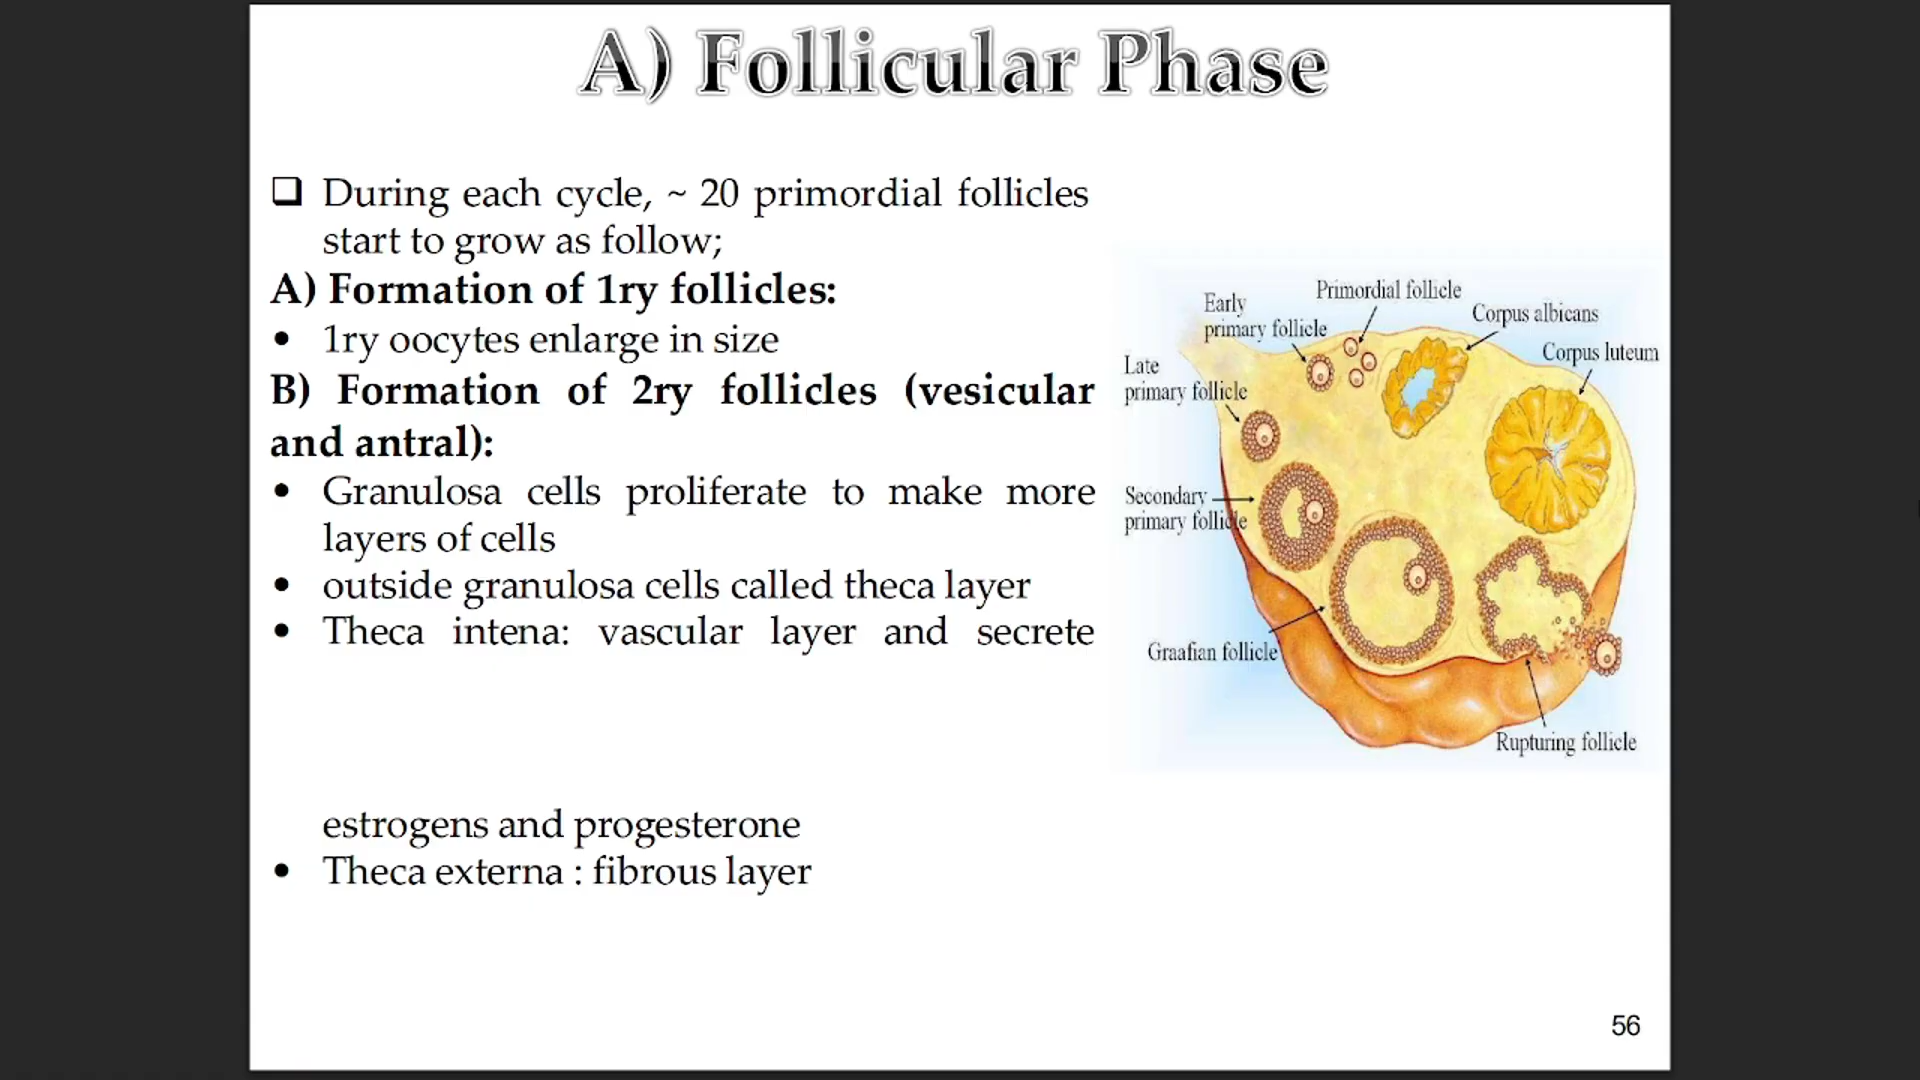 A) Follicular Phase
❑ During each cycle, ~ 20 primordial follicles
start to grow as follow;
A) Formation of 1ry follicles:
• 1ry oocytes enlarge in size
B) Formation of 2ry follicles (vesicular
and antral):
• Granulosa cells proliferate to make more
layers of cells
• outside granulosa cells called theca layer
• Theca intena: vascular layer and secrete
estrogens and progesterone
• Theca externa : fibrous layer
Primordial follicle
Early
primary follicle
Corpus albicans
Corpus luteum
Late
primary follicle
Secondary
primary follicle
Graafian follicle
Rupturing follicle
56